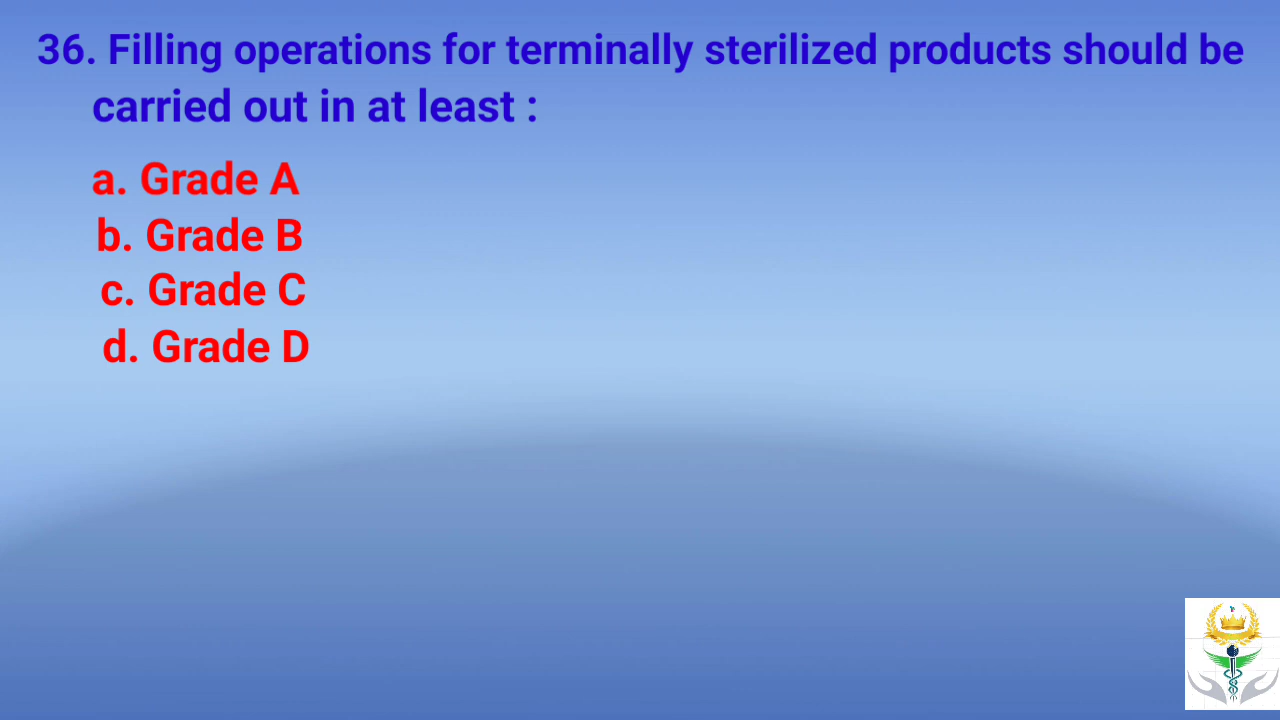 36. Filling operations for terminally sterilized products should be
carried out in at least :
a. Grade A
b. Grade B
c. Grade C
d. Grade D